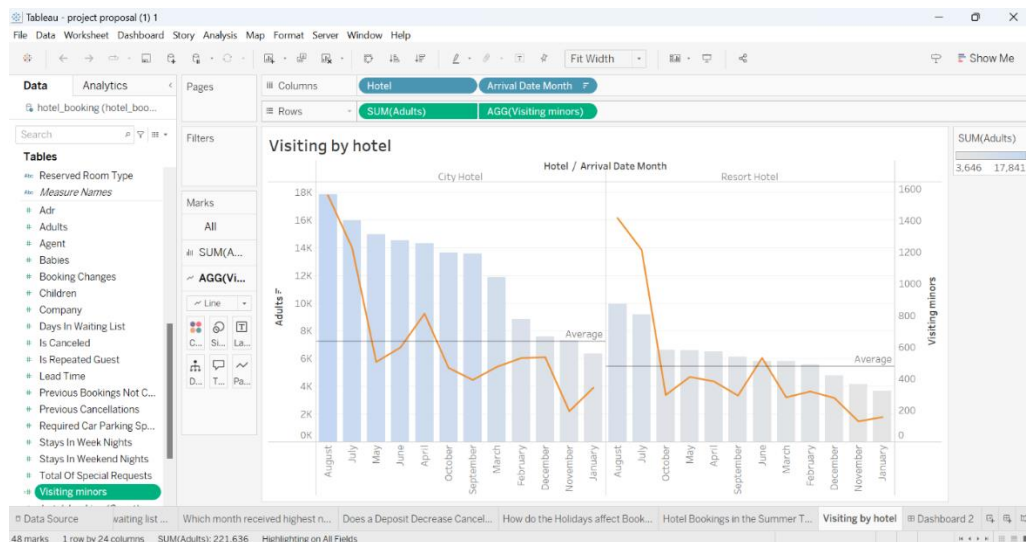 Tableau - project proposal (1) 1
File Data Worksheet Dashboard Story Analysis Map Format Server Window Help
Fit Width
Show Me
Data Analytics
hotel_booking (hotel_boo...
Search
Tables
Abc Reserved Room Type
Abc Measure Names
# Adr
# Adults
# Agent
# Babies
# Booking Changes
# Children
# Company
# Days In Waiting List
# Is Canceled
# Is Repeated Guest
# Lead Time
# Previous Bookings Not C...
# Previous Cancellations
# Required Car Parking Sp...
# Stays In Week Nights
# Stays In Weekend Nights
# Total Of Special Requests
Visiting minors
Pages
Filters
Marks
All
SUM(A...
AGG(Vi...
Line
C... Si... La...
D... T... Pa...
Columns Hotel Arrival Date Month
Rows SUM(Adults) AGG(Visiting minors)
Visiting by hotel
Hotel / Arrival Date Month
City Hotel Resort Hotel
Adults
18K
16K
14K
12K
10K
8K
6K
4K
2K
0K
Average
Average
1600
1400
1200
1000
800
600
400
200
0
Visiting minors
August
July
May
June
April
October
September
March
February
December
November
January
August
July
October
May
April
September
June
March
February
December
November
January
SUM(Adults)
3,646 17,841
Data Source vaiting list ... Which month received highest n... Does a Deposit Decrease Cancel... How do the Holidays affect Book... Hotel Bookings in the Summer T... Visiting by hotel Dashboard 2
48 marks 1 row by 24 columns SUM(Adults): 221,636 Highlighting on All Fields